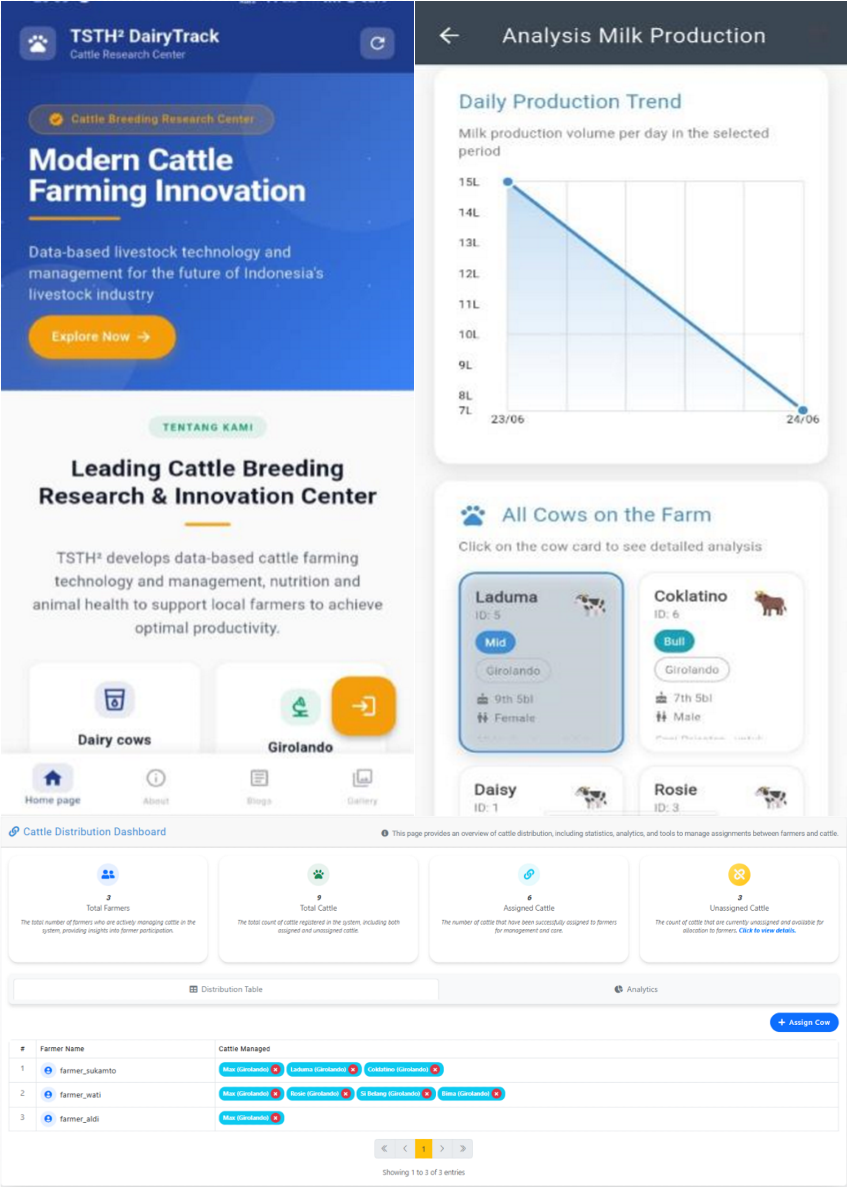 TSTH² DairyTrack
Cattle Research Center
Cattle Breeding Research Center
Modern Cattle
Farming Innovation
Data-based livestock technology and
management for the future of Indonesia's
livestock industry
Explore Now →
TENTANG KAMI
Leading Cattle Breeding
Research & Innovation Center
TSTH² develops data-based cattle farming
technology and management, nutrition and
animal health to support local farmers to achieve
optimal productivity.
Dairy cows
Girolando
Home page
About
Blogs
Gallery
← Analysis Milk Production
Daily Production Trend
Milk production volume per day in the selected
period
15L
14L
13L
12L
11L
10L
9L
8L
7L
23/06 24/06
All Cows on the Farm
Click on the cow card to see detailed analysis
Laduma
ID: 5
Mid
Girolando
9th 5bl
Female
Coklatino
ID: 6
Bull
Girolando
7th 5bl
Male
Daisy
ID: 1
Rosie
ID: 3
Cattle Distribution Dashboard
This page provides an overview of cattle distribution, including statistics, analytics, and tools to manage assignments between farmers and cattle.
3
Total Farmers
The total number of farmers who are actively managing cattle in the
system, providing insights into farmer participation.
9
Total Cattle
The total count of cattle registered in the system, including both
assigned and unassigned cattle.
6
Assigned Cattle
The number of cattle that have been successfully assigned to farmers
for management and care.
3
Unassigned Cattle
The count of cattle that are currently unassigned and available for
allocation to farmers. Click to view details.
Distribution Table
Analytics
+ Assign Cow
# Farmer Name Cattle Managed
1 farmer_sukamto Max (Girolando) Laduma (Girolando) Coklatino (Girolando)
2 farmer_wati Max (Girolando) Rosie (Girolando) Si Belang (Girolando) Bima (Girolando)
3 farmer_aldi Max (Girolando)
« ‹ 1 › »
Showing 1 to 3 of 3 entries